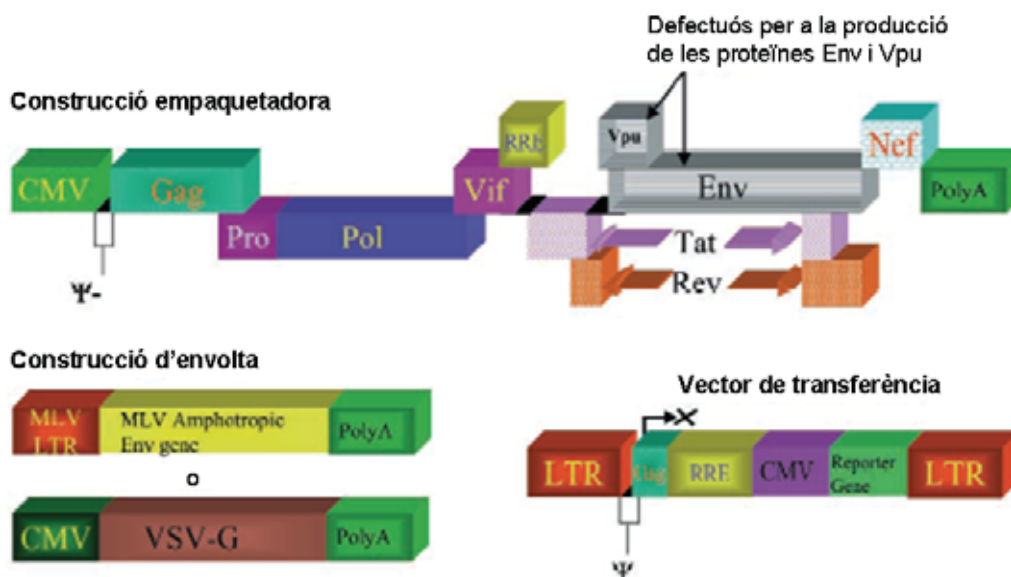 Defectuós per a la producció
de les proteïnes Env i Vpu
Construcció empaquetadora
CMV
Gag
Pro
Pol
Vif
RRE
Vpu
Env
Nef
PolyA
Tat
Rev
Ψ-
Construcció d'envolta
MLV
LTR
MLV Amphotropic
Env gene
PolyA
o
CMV
VSV-G
PolyA
Vector de transferència
LTR
Gag
RRE
CMV
Reporter
Gene
LTR
Ψ